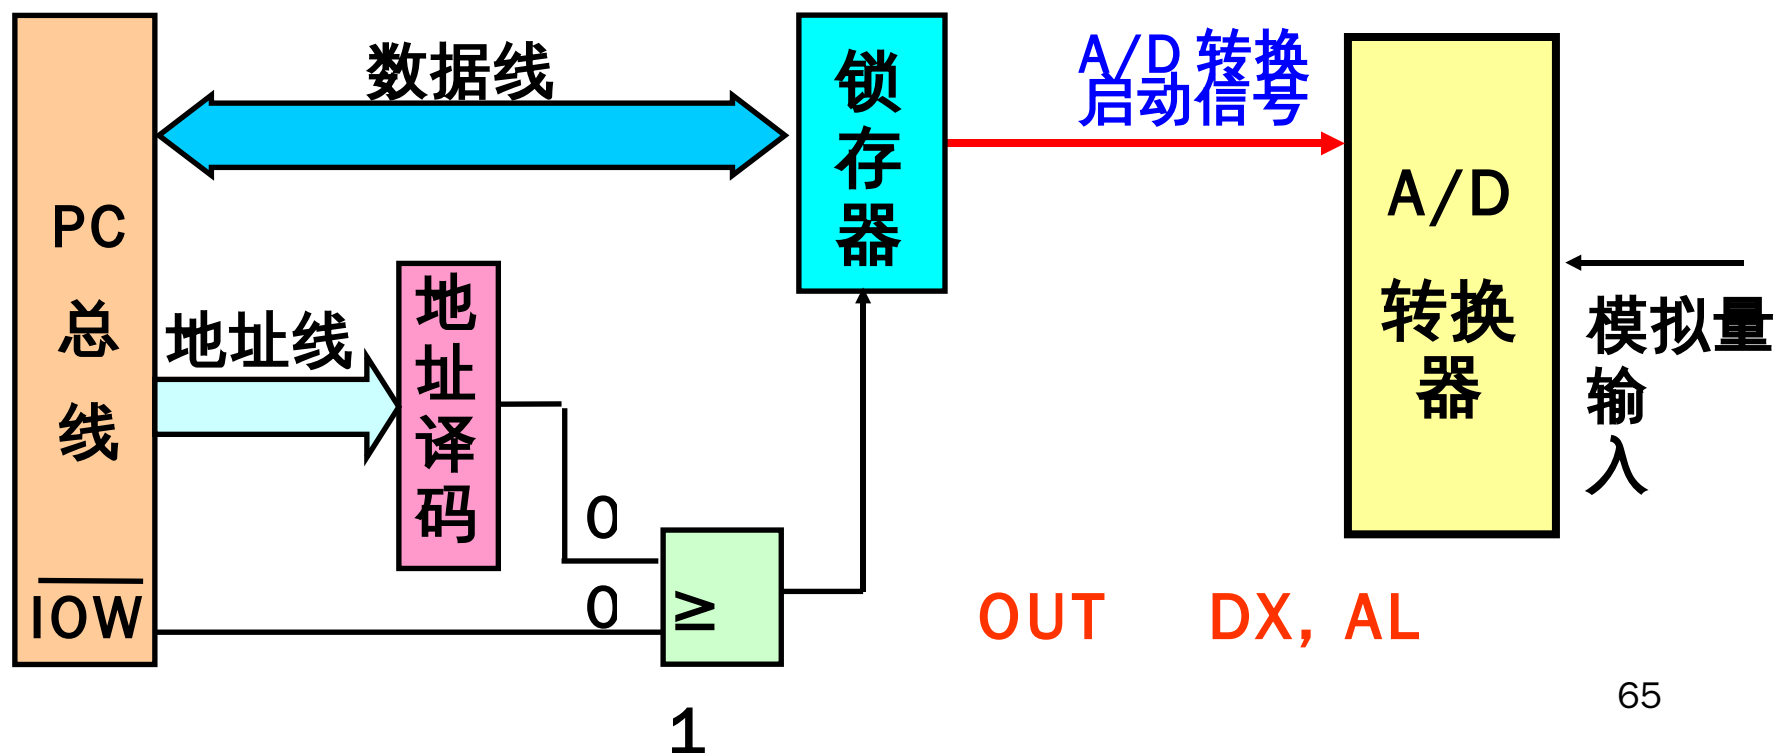 PC
总
线
IOW
数据线
地址线
地
址
译
码
0
0
≥
1
锁
存
器
A/D 转换
启动信号
A/D
转换
器
模拟量
输
入
OUT DX, AL
65